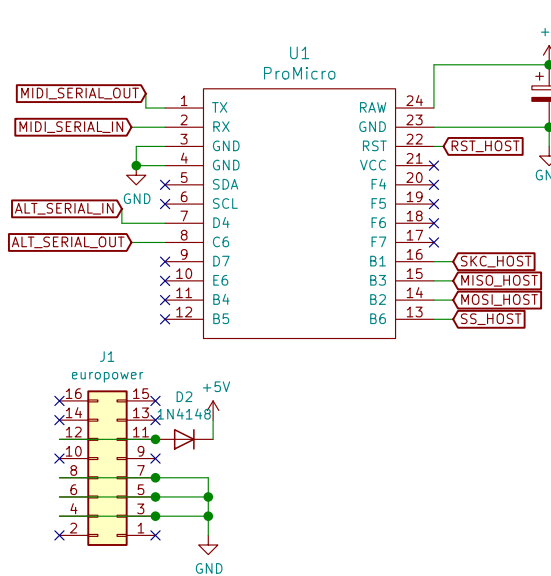 U1
ProMicro
+
+
MIDI_SERIAL_OUT
1 TX RAW 24
MIDI_SERIAL_IN
2 RX GND 23
3 GND RST 22 RST_HOST
4 GND VCC 21
GND
5 SDA F4 20
6 SCL F5 19
ALT_SERIAL_IN
7 D4 F6 18
ALT_SERIAL_OUT
8 C6 F7 17
9 D7 B1 16 SKC_HOST
10 E6 B3 15 MISO_HOST
11 B4 B2 14 MOSI_HOST
12 B5 B6 13 SS_HOST
J1
europower
16 15
14 13
12 11
10 9
8 7
6 5
4 3
2 1
D2
1N4148
+5V
GND